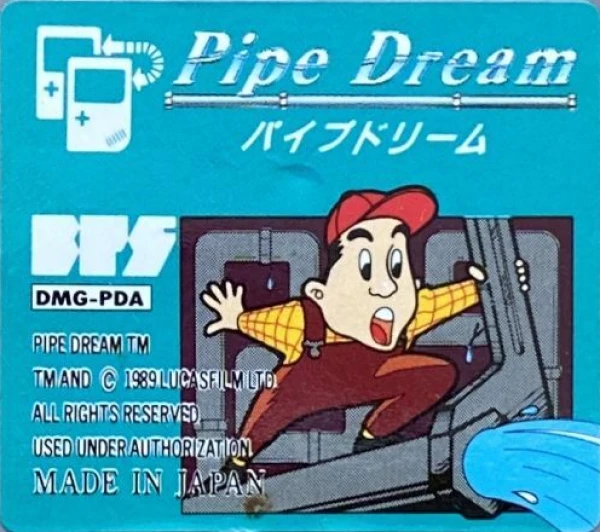 Pipe Dream
パイプドリーム
BPS
DMG-PDA
PIPE DREAM TM
TM AND © 1989 LUCASFILM LTD.
ALL RIGHTS RESERVED.
USED UNDER AUTHORIZATION.
MADE IN JAPAN